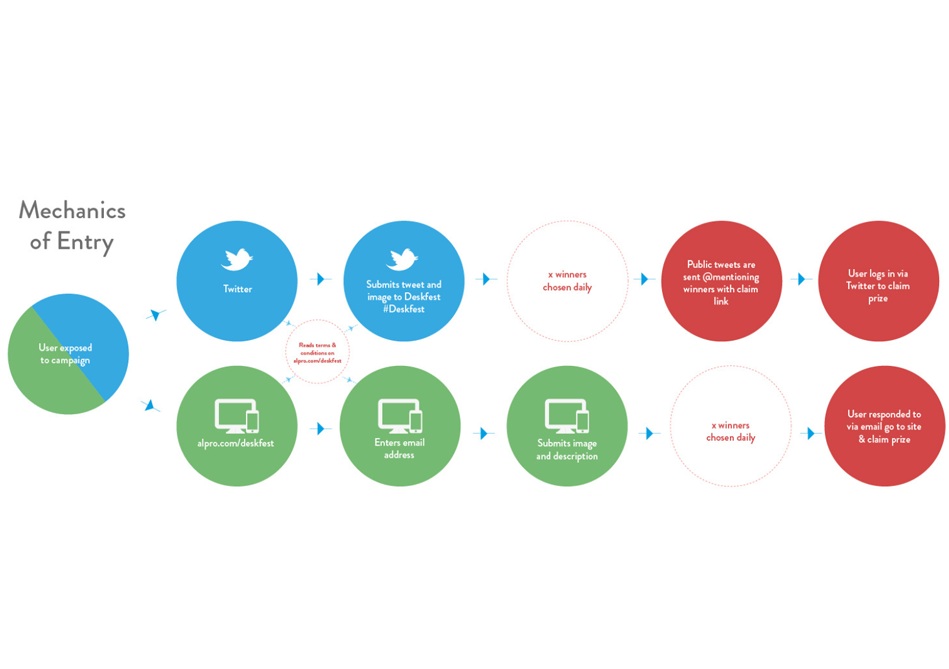 Mechanics
of Entry
User exposed
to campaign
Twitter
Submits tweet and
image to Deskfest
#Deskfest
x winners
chosen daily
Public tweets are
sent @mentioning
winners with claim
link
User logs in via
Twitter to claim
prize
Reads terms &
conditions on
alpro.com/deskfest
alpro.com/deskfest
Enters email
address
Submits image
and description
x winners
chosen daily
User responded to
via email go to site
& claim prize